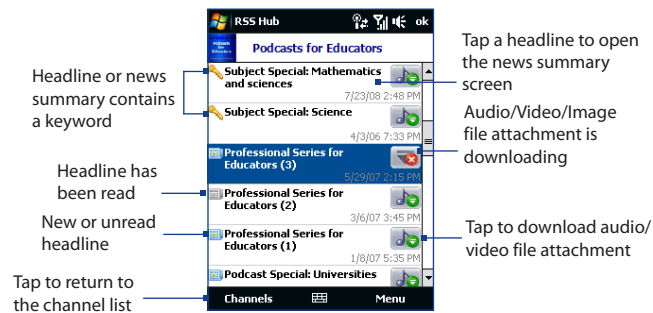 RSS Hub
ok
Podcasts for Educators
Subject Special: Mathematics
and sciences
7/23/08 2:48 PM
Subject Special: Science
4/3/06 7:33 PM
Professional Series for
Educators (3)
5/29/07 2:15 PM
Professional Series for
Educators (2)
3/6/07 3:45 PM
Professional Series for
Educators (1)
1/8/07 5:35 PM
Podcast Special: Universities
Channels
Menu
Headline or news
summary contains
a keyword
Headline has
been read
New or unread
headline
Tap to return to
the channel list
Tap a headline to open
the news summary
screen
Audio/Video/Image
file attachment is
downloading
Tap to download audio/
video file attachment